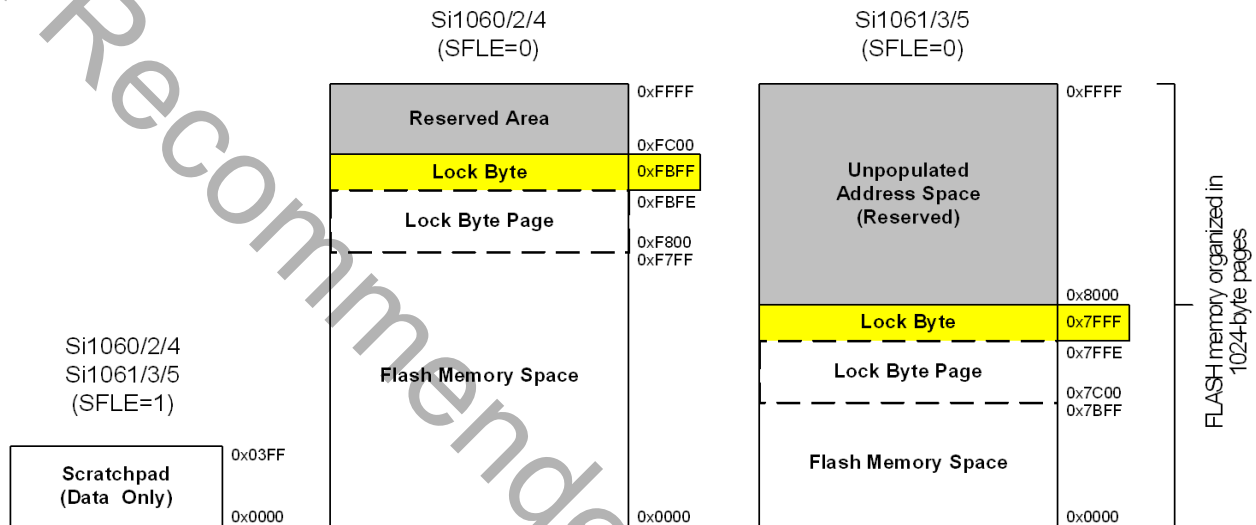 Si1060/2/4
(SFLE=0)
Si1061/3/5
(SFLE=0)
0xFFFF
Reserved Area
0xFC00
Lock Byte
0xFBFF
0xFBFE
Lock Byte Page
0xF800
0xF7FF
Flash Memory Space
0x0000
0xFFFF
Unpopulated
Address Space
(Reserved)
0x8000
Lock Byte
0x7FFF
0x7FFE
Lock Byte Page
0x7C00
0x7BFF
Flash Memory Space
0x0000
FLASH memory organized in
1024-byte pages
Si1060/2/4
Si1061/3/5
(SFLE=1)
0x03FF
Scratchpad
(Data Only)
0x0000
Recommende